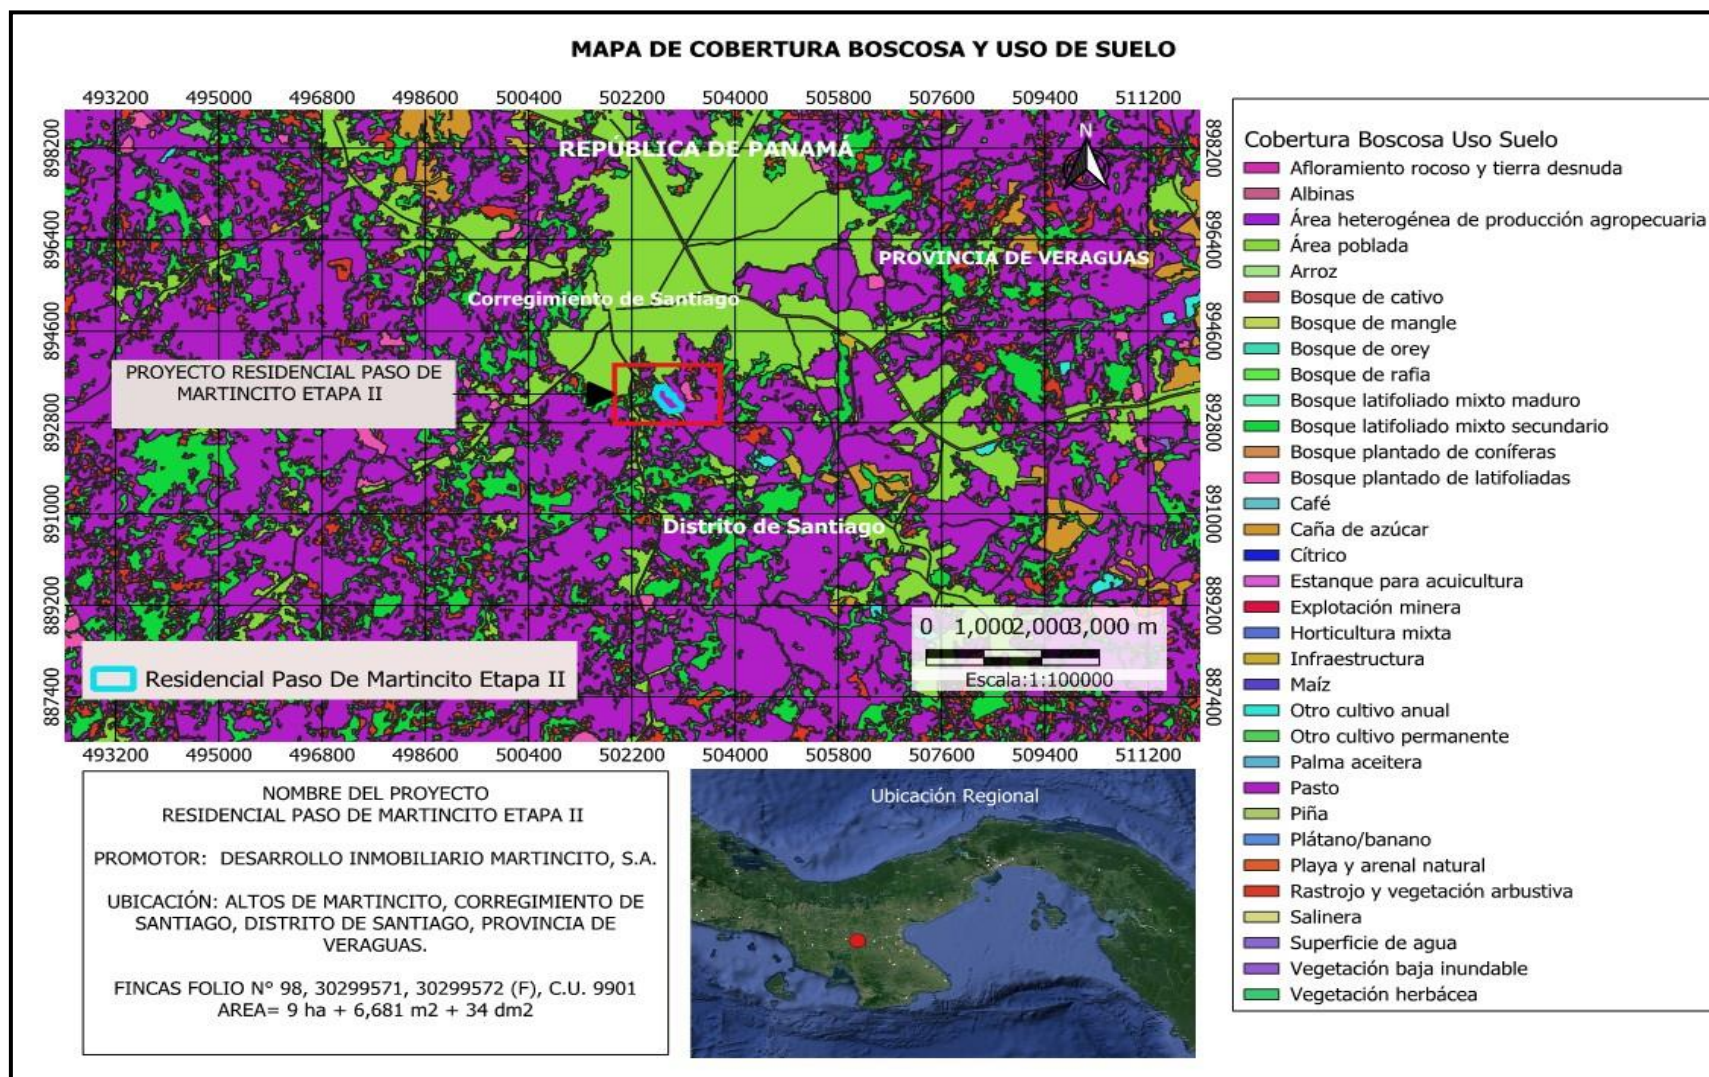 MAPA DE COBERTURA BOSCOSA Y USO DE SUELO
493200 495000 496800 498600 500400 502200 504000 505800 507600 509400 511200
898200
896400
894600
892800
891000
889200
887400
REPÚBLICA DE PANAMÁ
N
PROVINCIA DE VERAGUAS
Corregimiento de Santiago
PROYECTO RESIDENCIAL PASO DE
MARTINCITO ETAPA II
Distrito de Santiago
0 1,000 2,000 3,000 m
Escala:1:100000
Residencial Paso De Martincito Etapa II
898200
896400
894600
892800
891000
889200
887400
493200 495000 496800 498600 500400 502200 504000 505800 507600 509400 511200
Cobertura Boscosa Uso Suelo
Afloramiento rocoso y tierra desnuda
Albinas
Área heterogénea de producción agropecuaria
Área poblada
Arroz
Bosque de cativo
Bosque de mangle
Bosque de orey
Bosque de rafia
Bosque latifoliado mixto maduro
Bosque latifoliado mixto secundario
Bosque plantado de coníferas
Bosque plantado de latifoliadas
Café
Caña de azúcar
Cítrico
Estanque para acuicultura
Explotación minera
Horticultura mixta
Infraestructura
Maíz
Otro cultivo anual
Otro cultivo permanente
Palma aceitera
Pasto
Piña
Plátano/banano
Playa y arenal natural
Rastrojo y vegetación arbustiva
Salinera
Superficie de agua
Vegetación baja inundable
Vegetación herbácea
NOMBRE DEL PROYECTO
RESIDENCIAL PASO DE MARTINCITO ETAPA II
PROMOTOR: DESARROLLO INMOBILIARIO MARTINCITO, S.A.
UBICACIÓN: ALTOS DE MARTINCITO, CORREGIMIENTO DE
SANTIAGO, DISTRITO DE SANTIAGO, PROVINCIA DE
VERAGUAS.
FINCAS FOLIO N° 98, 30299571, 30299572 (F), C.U. 9901
AREA= 9 ha + 6,681 m2 + 34 dm2
Ubicación Regional